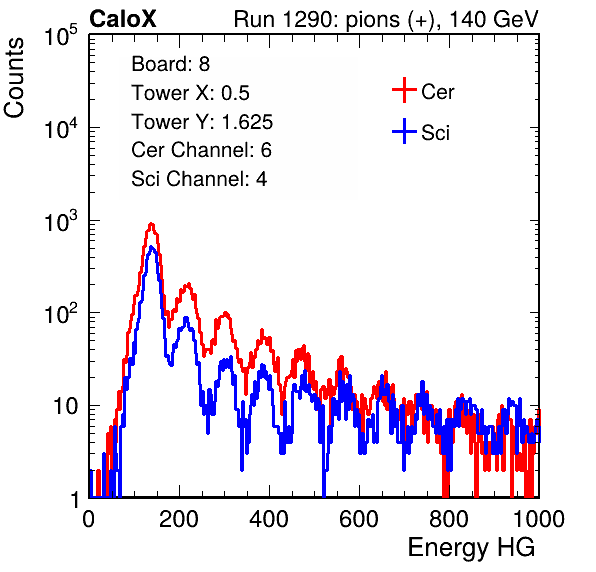 CaloX Run 1290: pions (+), 140 GeV
Counts
Board: 8
Tower X: 0.5
Tower Y: 1.625
Cer Channel: 6
Sci Channel: 4
Cer
Sci
10^5
10^4
10^3
10^2
10
1
0 200 400 600 800 1000
Energy HG